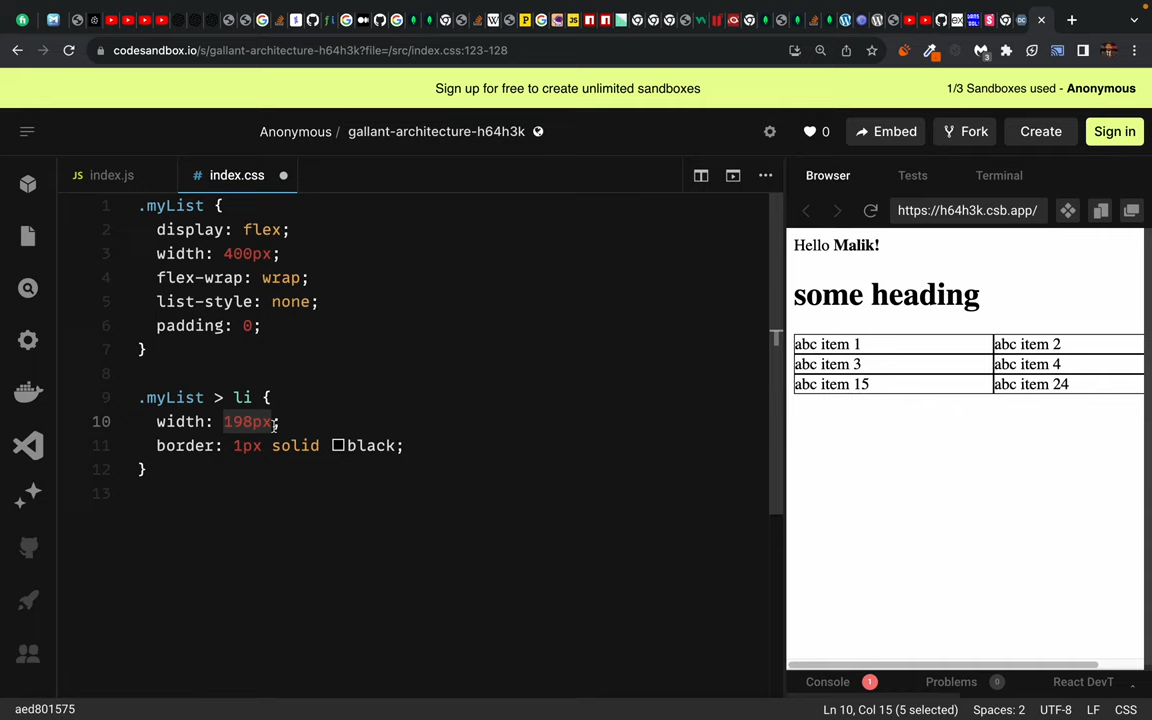 codesandbox.io/s/gallant-architecture-h64h3k?file=/src/index.css:123-128
Sign up for free to create unlimited sandboxes
1/3 Sandboxes used - Anonymous
Anonymous / gallant-architecture-h64h3k
0
Embed
Fork
Create
Sign in
JS index.js
# index.css
Browser
Tests
Terminal
https://h64h3k.csb.app/
1 .myList {
2 display: flex;
3 width: 400px;
4 flex-wrap: wrap;
5 list-style: none;
6 padding: 0;
7 }
8
9 .myList > li {
10 width: 198px;
11 border: 1px solid black;
12 }
13
Hello Malik!
some heading
abc item 1 abc item 2
abc item 3 abc item 4
abc item 15 abc item 24
Console 1
Problems 0
React DevT
aed801575
Ln 10, Col 15 (5 selected)
Spaces: 2
UTF-8
LF
CSS